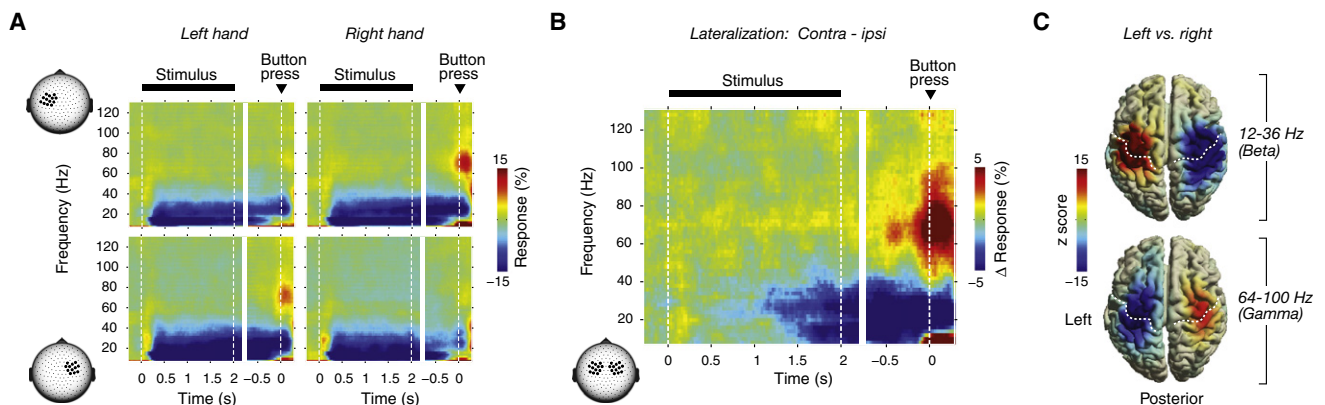 A
Left hand
Right hand
Stimulus
Button
press
Stimulus
Button
press
120
100
80
60
40
20
120
100
80
60
40
20
Frequency (Hz)
0 0.5 1 1.5 2 −0.5 0
0 0.5 1 1.5 2 −0.5 0
Time (s)
Time (s)
15
Response (%)
−15
B
Lateralization: Contra - ipsi
Stimulus
Button
press
120
100
80
60
40
20
Frequency (Hz)
0 0.5 1 1.5 2 −0.5 0
Time (s)
5
Δ Response (%)
−5
C
Left vs. right
15
z score
−15
12-36 Hz
(Beta)
64-100 Hz
(Gamma)
Left
Posterior